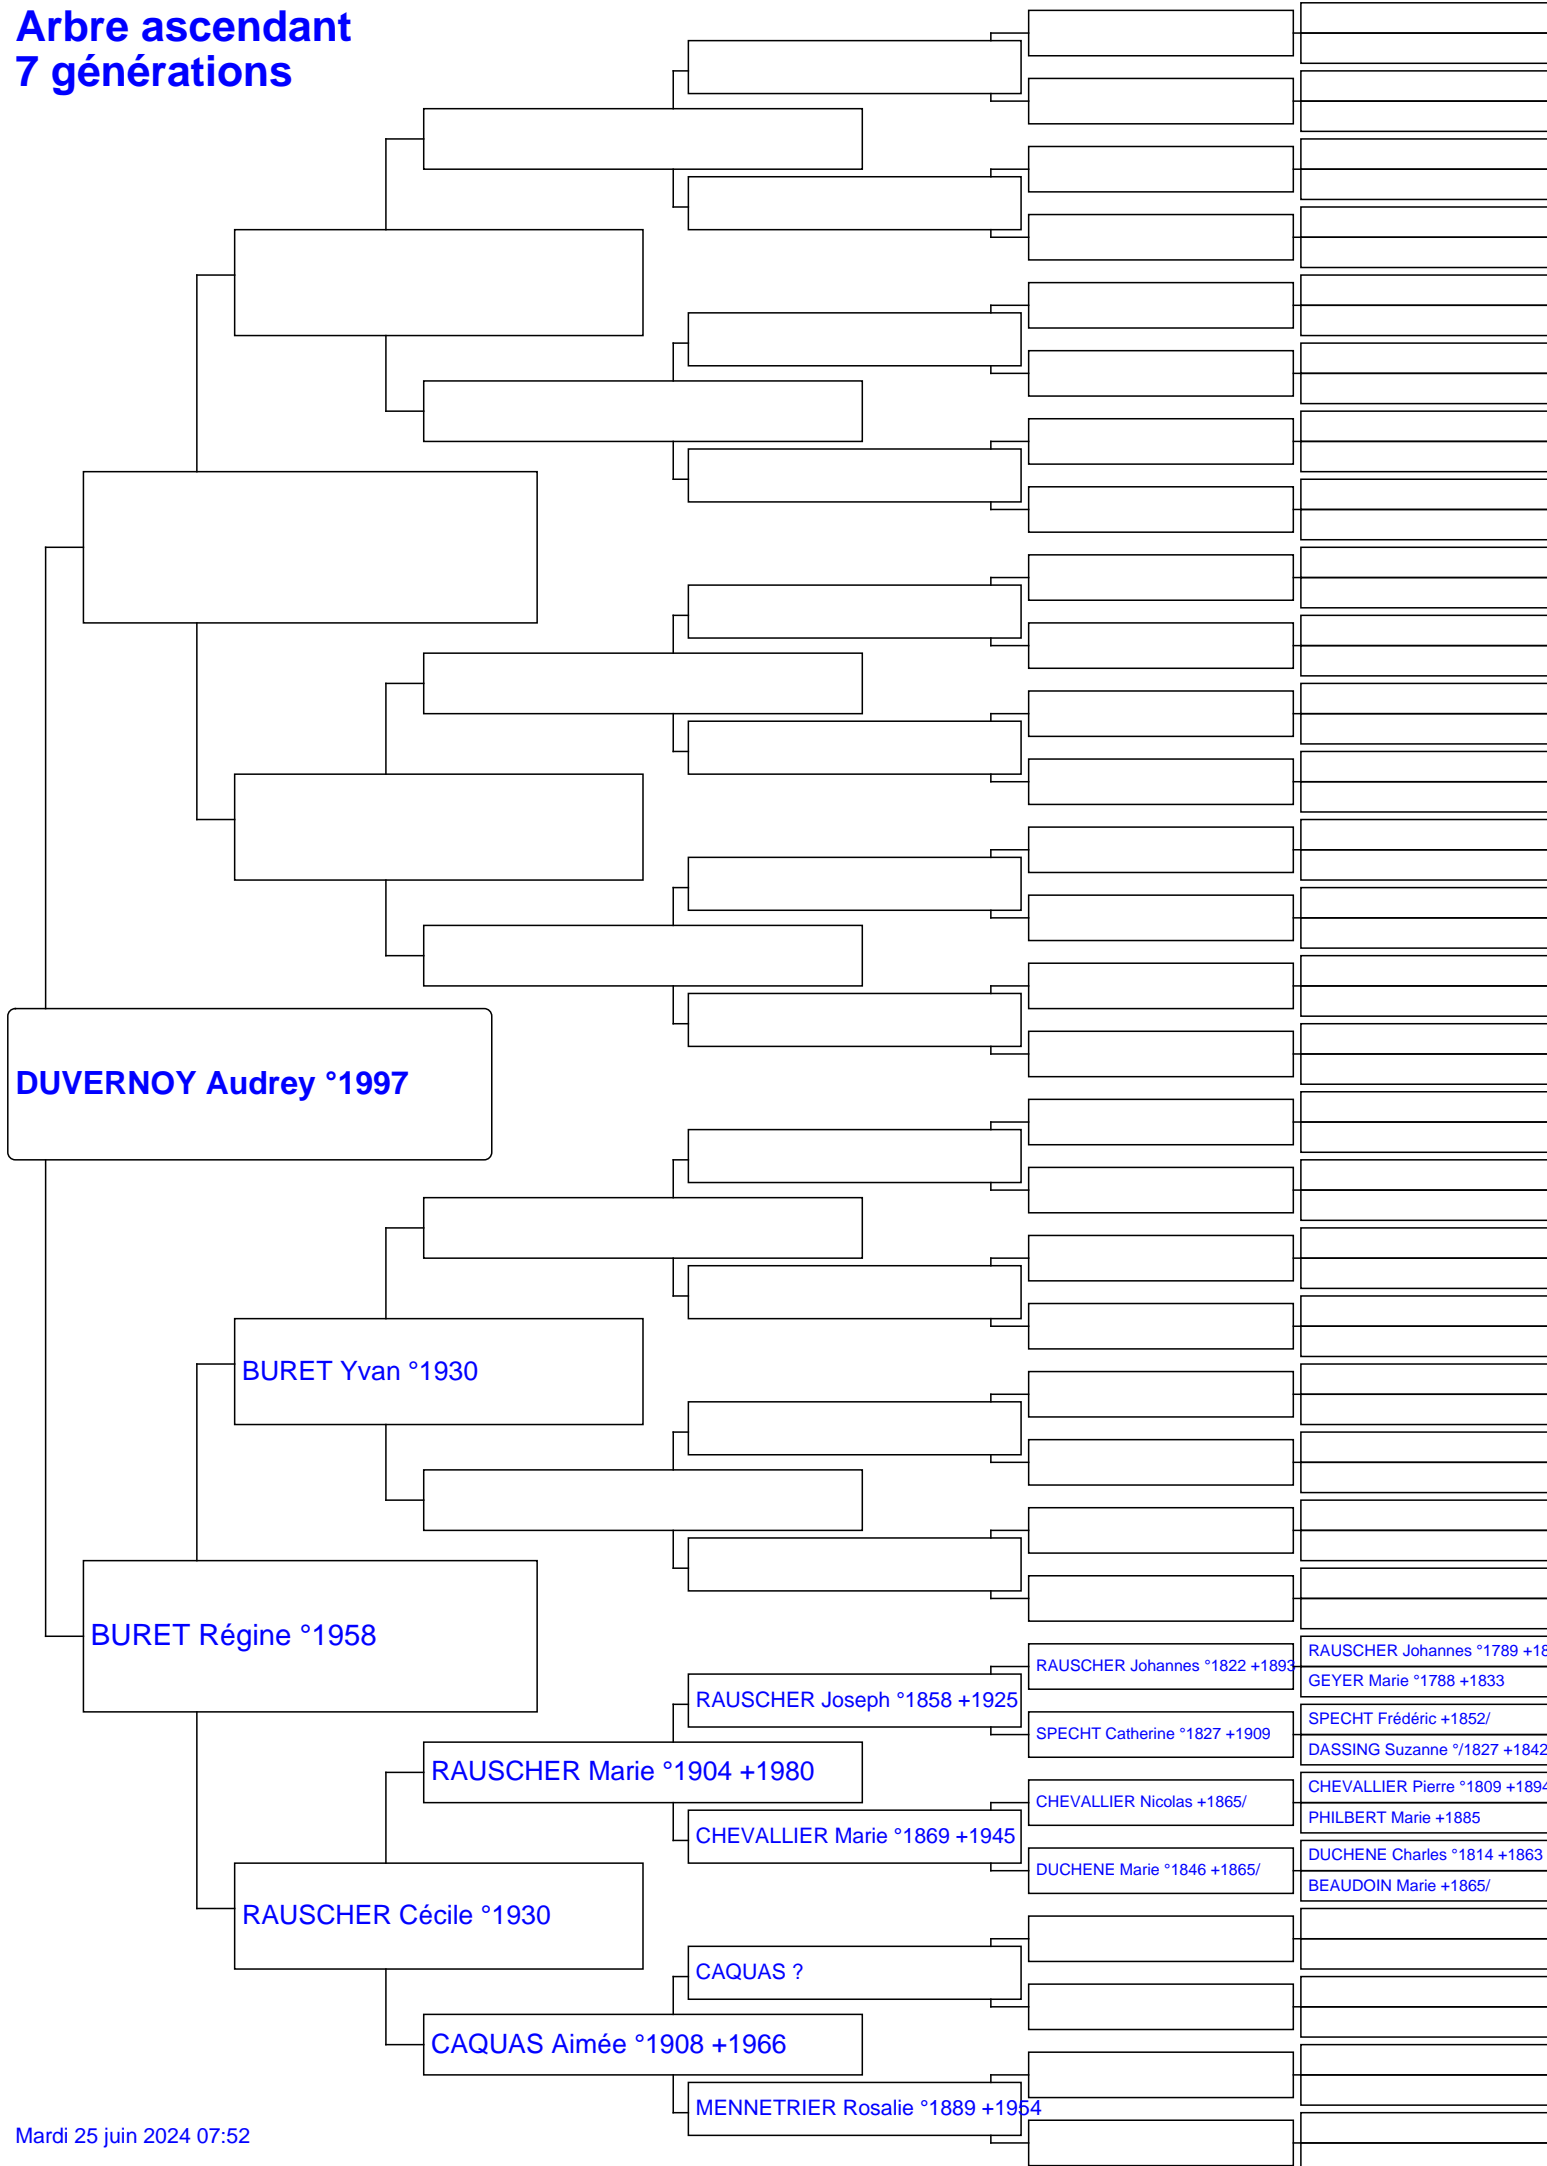 Arbre ascendant
7 générations
DUVERNOY Audrey °1997
BURET Yvan °1930
BURET Régine °1958
RAUSCHER Johannes °1822 +1893
RAUSCHER Johannes °1789 +18
GEYER Marie °1788 +1833
RAUSCHER Joseph °1858 +1925
SPECHT Catherine °1827 +1909
SPECHT Frédéric +1852/
DASSING Suzanne °/1827 +1842
RAUSCHER Marie °1904 +1980
CHEVALLIER Nicolas +1865/
CHEVALLIER Pierre °1809 +1894
PHILBERT Marie +1885
CHEVALLIER Marie °1869 +1945
DUCHENE Marie °1846 +1865/
DUCHENE Charles °1814 +1863
BEAUDOIN Marie +1865/
RAUSCHER Cécile °1930
CAQUAS ?
CAQUAS Aimée °1908 +1966
MENNETRIER Rosalie °1889 +1954
Mardi 25 juin 2024 07:52